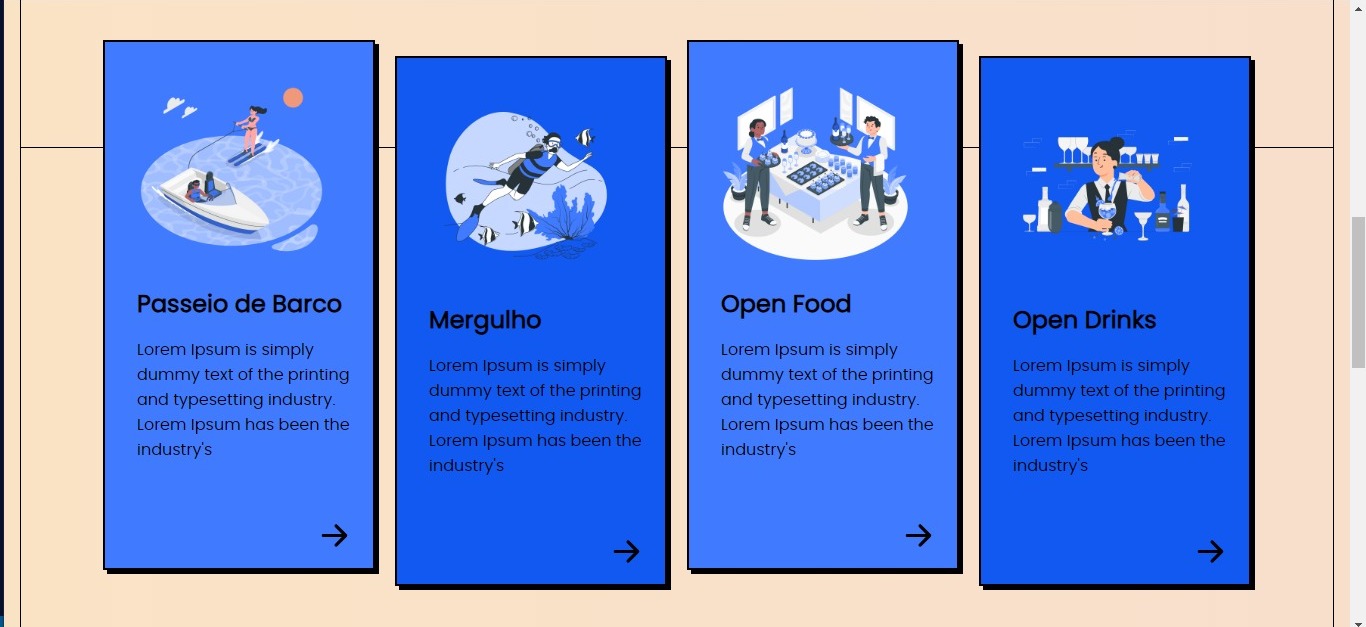 Passeio de Barco
Lorem Ipsum is simply
dummy text of the printing
and typesetting industry.
Lorem Ipsum has been the
industry's
Mergulho
Lorem Ipsum is simply
dummy text of the printing
and typesetting industry.
Lorem Ipsum has been the
industry's
Open Food
Lorem Ipsum is simply
dummy text of the printing
and typesetting industry.
Lorem Ipsum has been the
industry's
Open Drinks
Lorem Ipsum is simply
dummy text of the printing
and typesetting industry.
Lorem Ipsum has been the
industry's